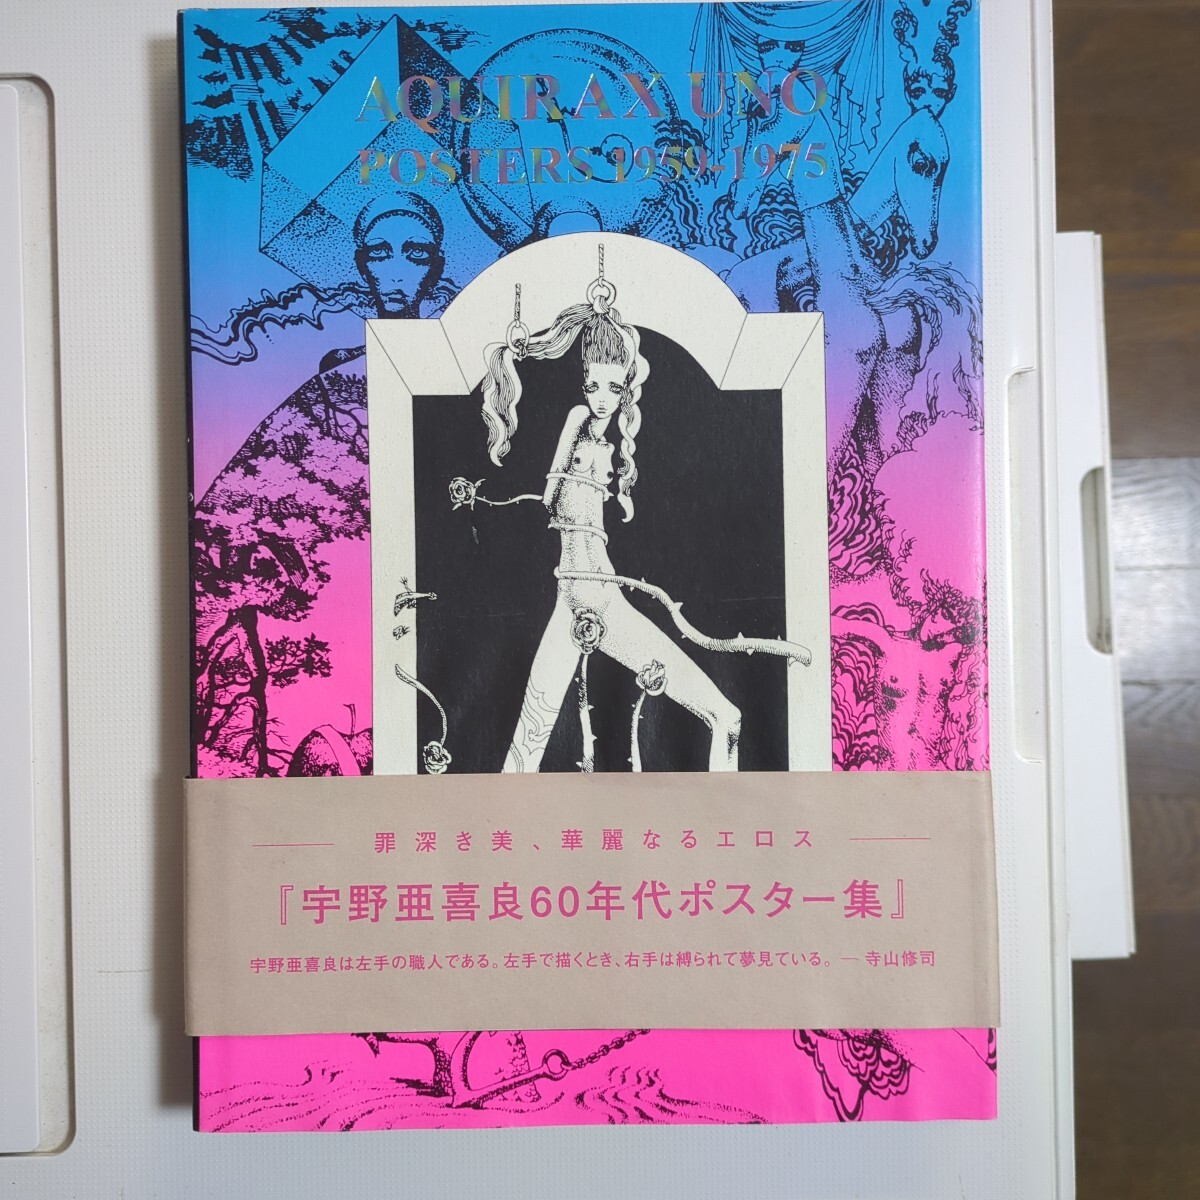 AQUIRAX UNO
POSTERS 1959-1975
罪深き美、華麗なるエロス
『宇野亜喜良60年代ポスター集』
宇野亜喜良は左手の職人である。左手で描くとき、右手は縛られて夢見ている。 — 寺山修司